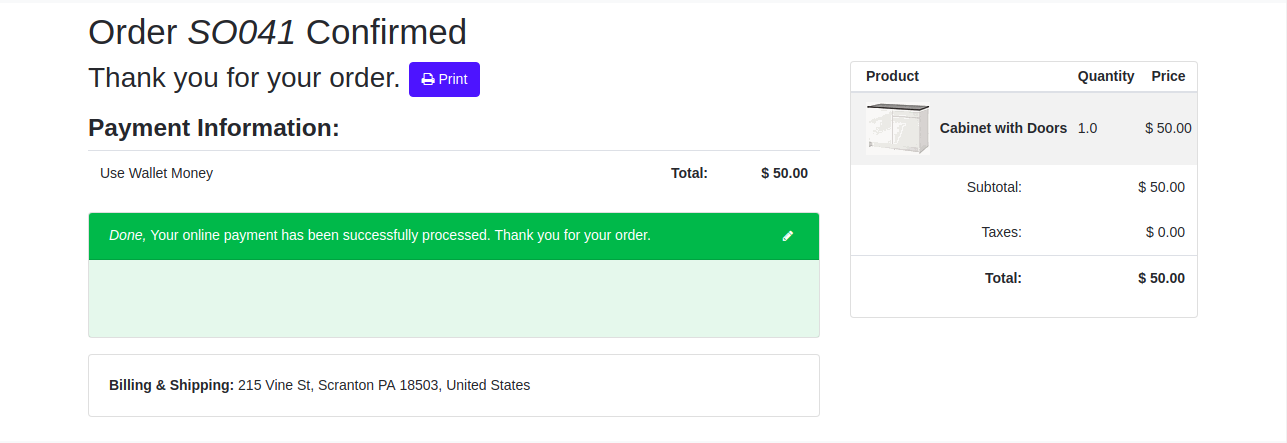 Order SO041 Confirmed
Thank you for your order. Print
Payment Information:
Use Wallet Money Total: $ 50.00
Done, Your online payment has been successfully processed. Thank you for your order.
Billing & Shipping: 215 Vine St, Scranton PA 18503, United States
Product Quantity Price
Cabinet with Doors 1.0 $ 50.00
Subtotal: $ 50.00
Taxes: $ 0.00
Total: $ 50.00